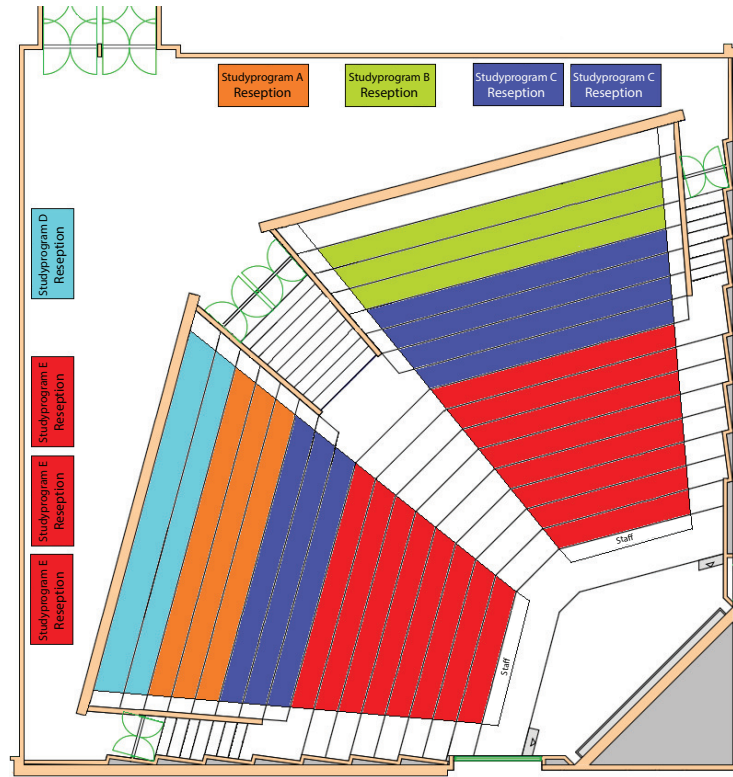 Studyprogram A
Reseption
Studyprogram B
Reseption
Studyprogram C
Reseption
Studyprogram C
Reseption
Studyprogram D
Reseption
Studyprogram E
Reseption
Studyprogram E
Reseption
Studyprogram E
Reseption
Staff
Staff